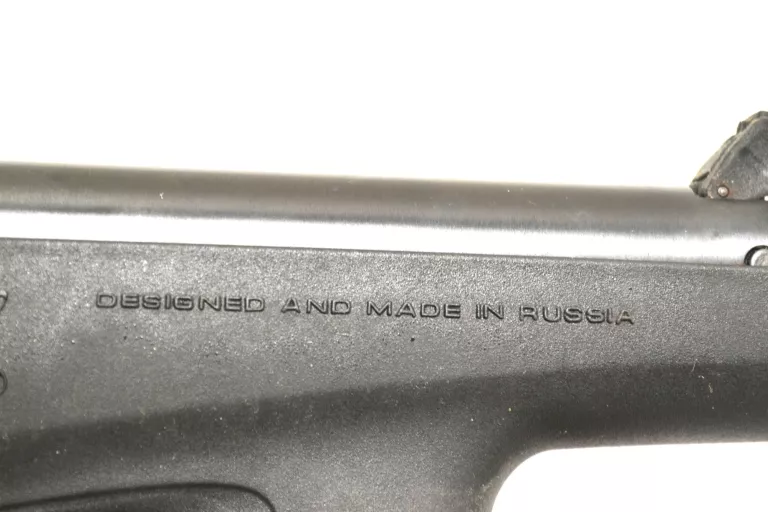 DESIGNED AND MADE IN RUSSIA